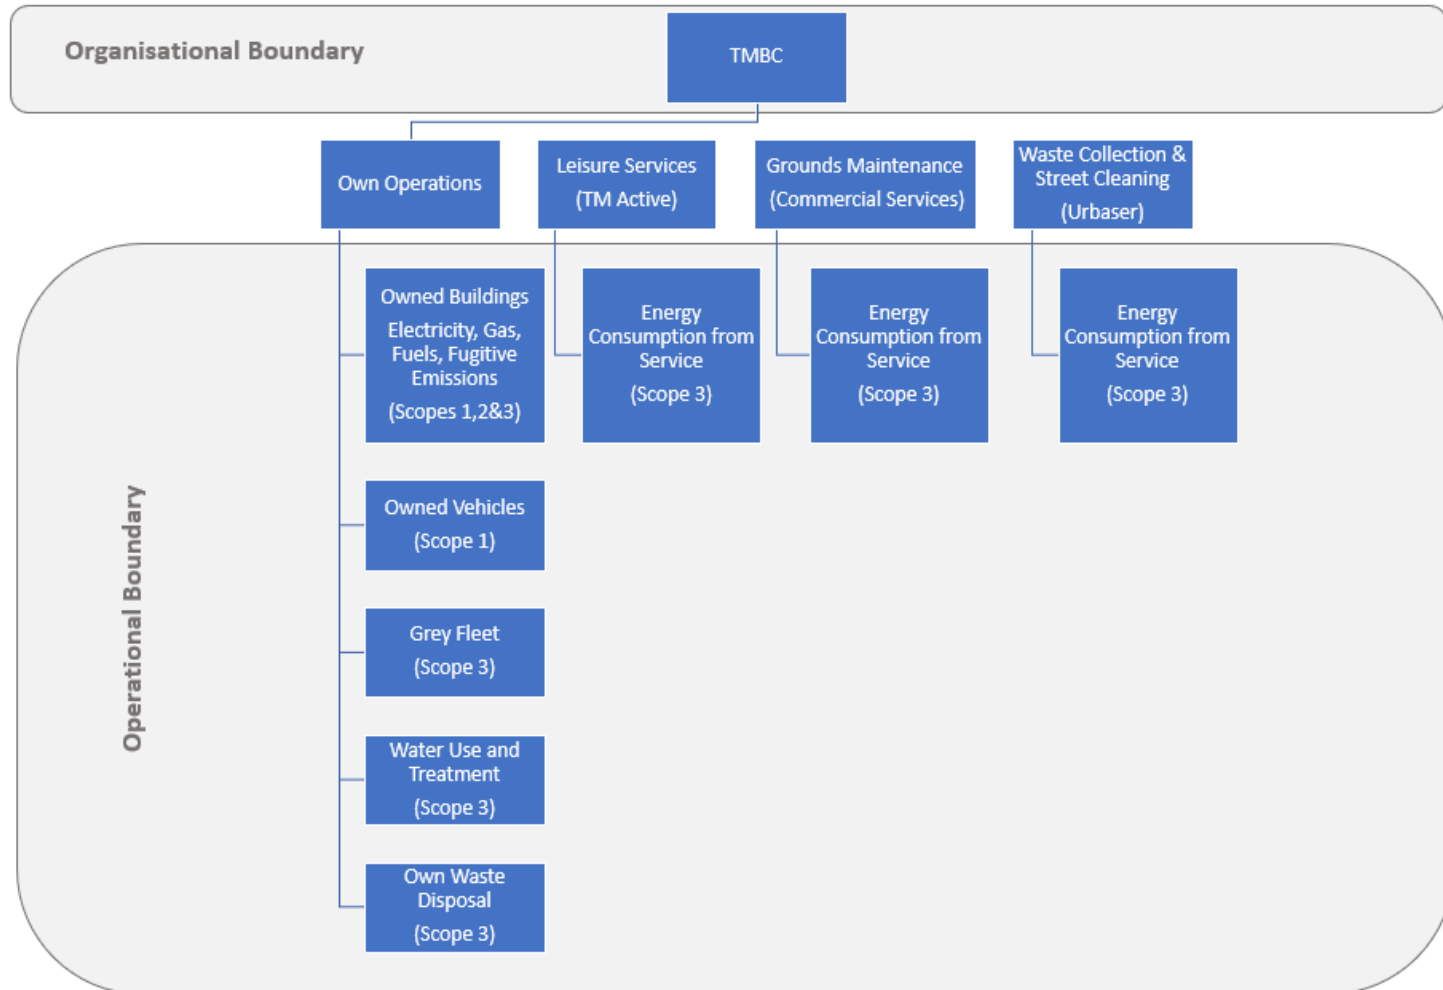 Organisational Boundary
TMBC
Own Operations
Leisure Services
(TM Active)
Grounds Maintenance
(Commercial Services)
Waste Collection &
Street Cleaning
(Urbaser)
Operational Boundary
Owned Buildings
Electricity, Gas,
Fuels, Fugitive
Emissions
(Scopes 1,2&3)
Energy
Consumption from
Service
(Scope 3)
Energy
Consumption from
Service
(Scope 3)
Energy
Consumption from
Service
(Scope 3)
Owned Vehicles
(Scope 1)
Grey Fleet
(Scope 3)
Water Use and
Treatment
(Scope 3)
Own Waste
Disposal
(Scope 3)